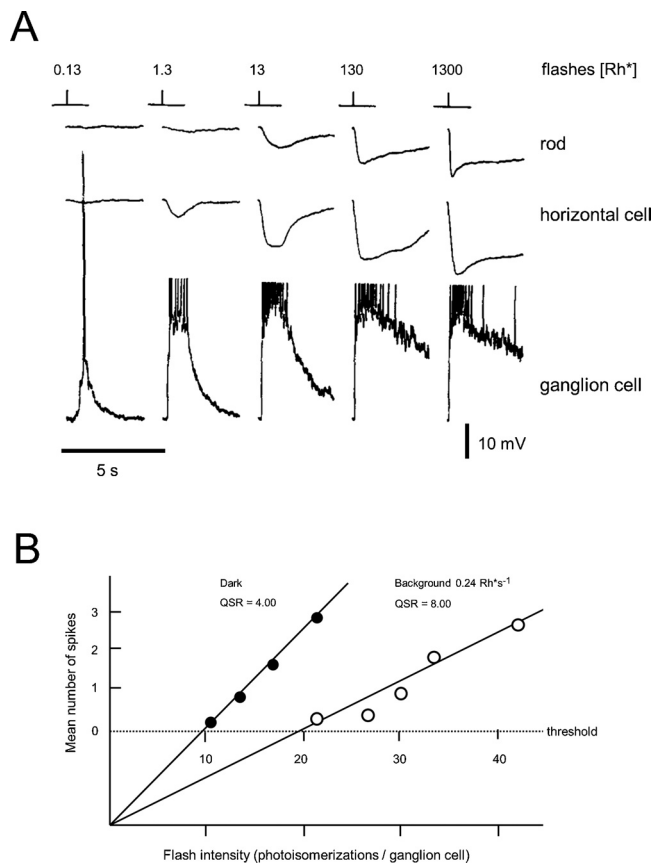 A
0.13 1.3 13 130 1300 flashes [Rh*]
rod
horizontal cell
ganglion cell
10 mV
5 s
B
Dark Background 0.24 Rh*s-1
QSR = 4.00 QSR = 8.00
Mean number of spikes
3
2
1
0
threshold
10 20 30 40
Flash intensity (photoisomerizations / ganglion cell)